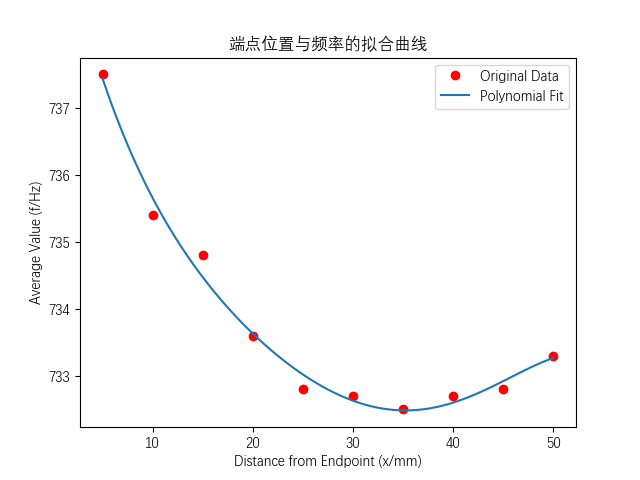 端点位置与频率的拟合曲线
Original Data
Polynomial Fit
Average Value (f/Hz)
737
736
735
734
733
10 20 30 40 50
Distance from Endpoint (x/mm)